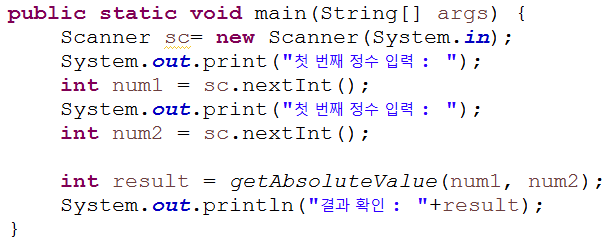 public static void main(String[] args) {
Scanner sc= new Scanner(System.in);
System.out.print("첫 번째 정수 입력 : ");
int num1 = sc.nextInt();
System.out.print("첫 번째 정수 입력 : ");
int num2 = sc.nextInt();
int result = getAbsoluteValue(num1, num2);
System.out.println("결과 확인 : "+result);
}